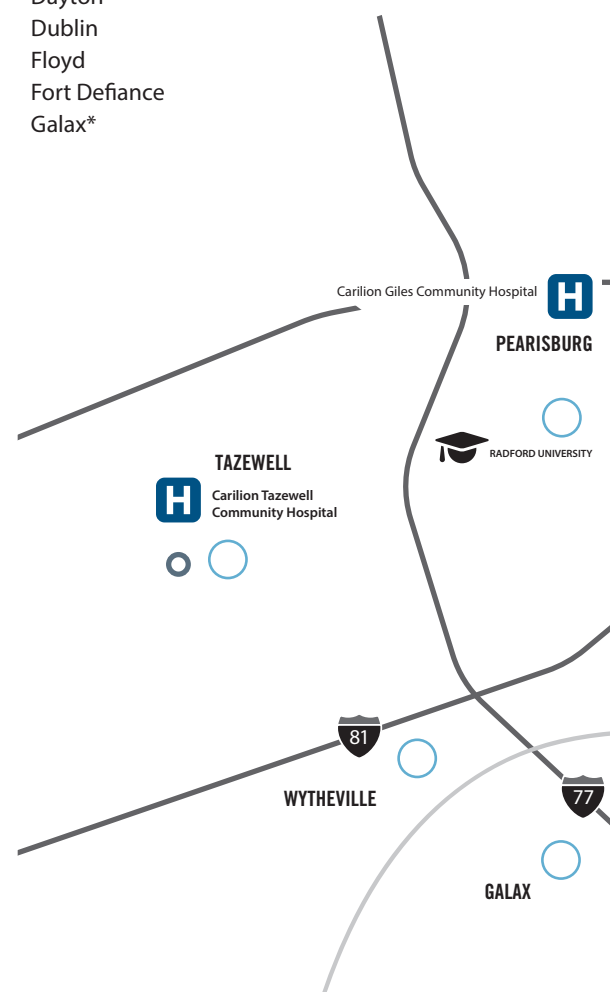 Dayton
Dublin
Floyd
Fort Defiance
Galax*
Carilion Giles Community Hospital
H
PEARISBURG
RADFORD UNIVERSITY
TAZEWELL
H
Carilion Tazewell
Community Hospital
81
WYTHEVILLE
77
GALAX